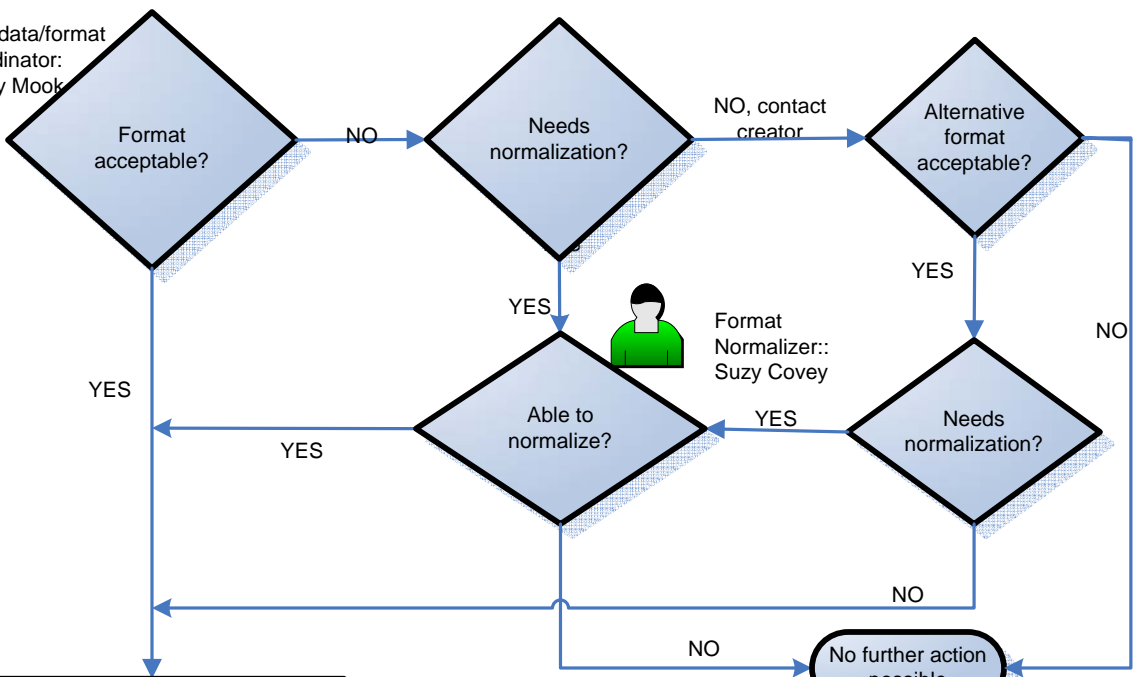 data/format
dinator:
y Mook
Format
acceptable?
NO
Needs
normalization?
NO, contact
creator
Alternative
format
acceptable?
YES
YES
NO
Format
Normalizer::
Suzy Covey
YES
Able to
normalize?
YES
Needs
normalization?
YES
NO
NO
No further action
possible